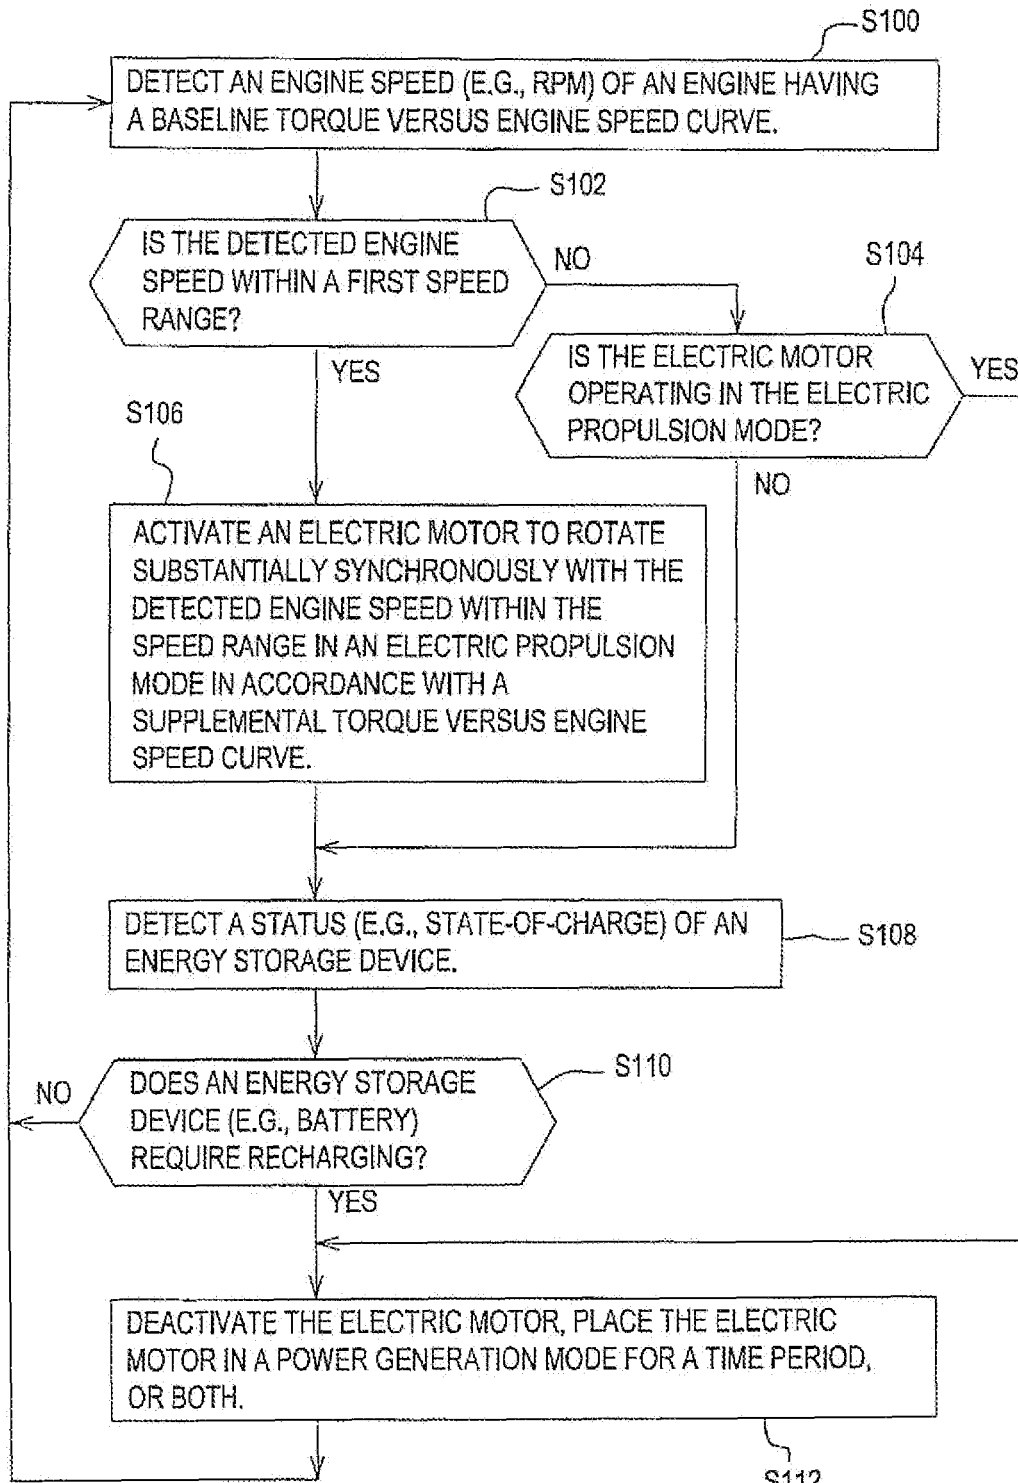 S100
DETECT AN ENGINE SPEED (E.G., RPM) OF AN ENGINE HAVING
A BASELINE TORQUE VERSUS ENGINE SPEED CURVE.
S102
IS THE DETECTED ENGINE
SPEED WITHIN A FIRST SPEED
RANGE?
NO
YES
S104
IS THE ELECTRIC MOTOR
OPERATING IN THE ELECTRIC
PROPULSION MODE?
YES
NO
S106
ACTIVATE AN ELECTRIC MOTOR TO ROTATE
SUBSTANTIALLY SYNCHRONOUSLY WITH THE
DETECTED ENGINE SPEED WITHIN THE
SPEED RANGE IN AN ELECTRIC PROPULSION
MODE IN ACCORDANCE WITH A
SUPPLEMENTAL TORQUE VERSUS ENGINE
SPEED CURVE.
DETECT A STATUS (E.G., STATE-OF-CHARGE) OF AN
ENERGY STORAGE DEVICE.
S108
DOES AN ENERGY STORAGE
DEVICE (E.G., BATTERY)
REQUIRE RECHARGING?
S110
NO
YES
DEACTIVATE THE ELECTRIC MOTOR, PLACE THE ELECTRIC
MOTOR IN A POWER GENERATION MODE FOR A TIME PERIOD,
OR BOTH.
S112